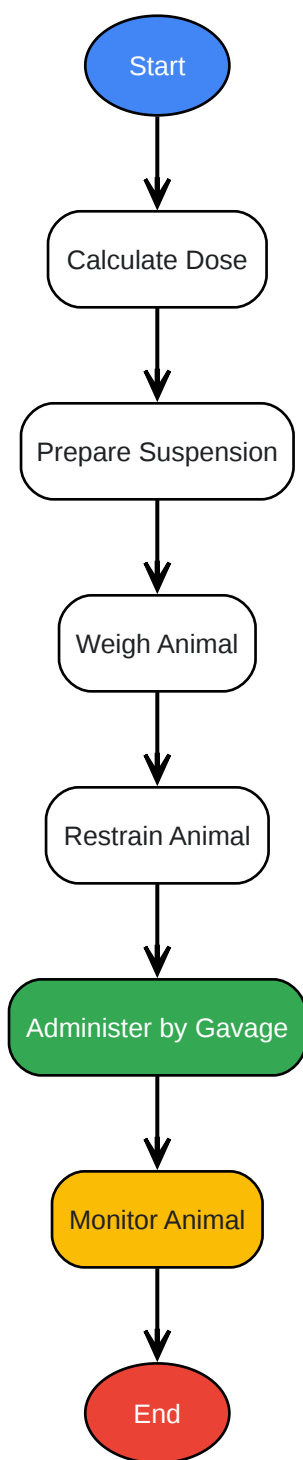 Start
Calculate Dose
Prepare Suspension
Weigh Animal
Restrain Animal
Administer by Gavage
Monitor Animal
End